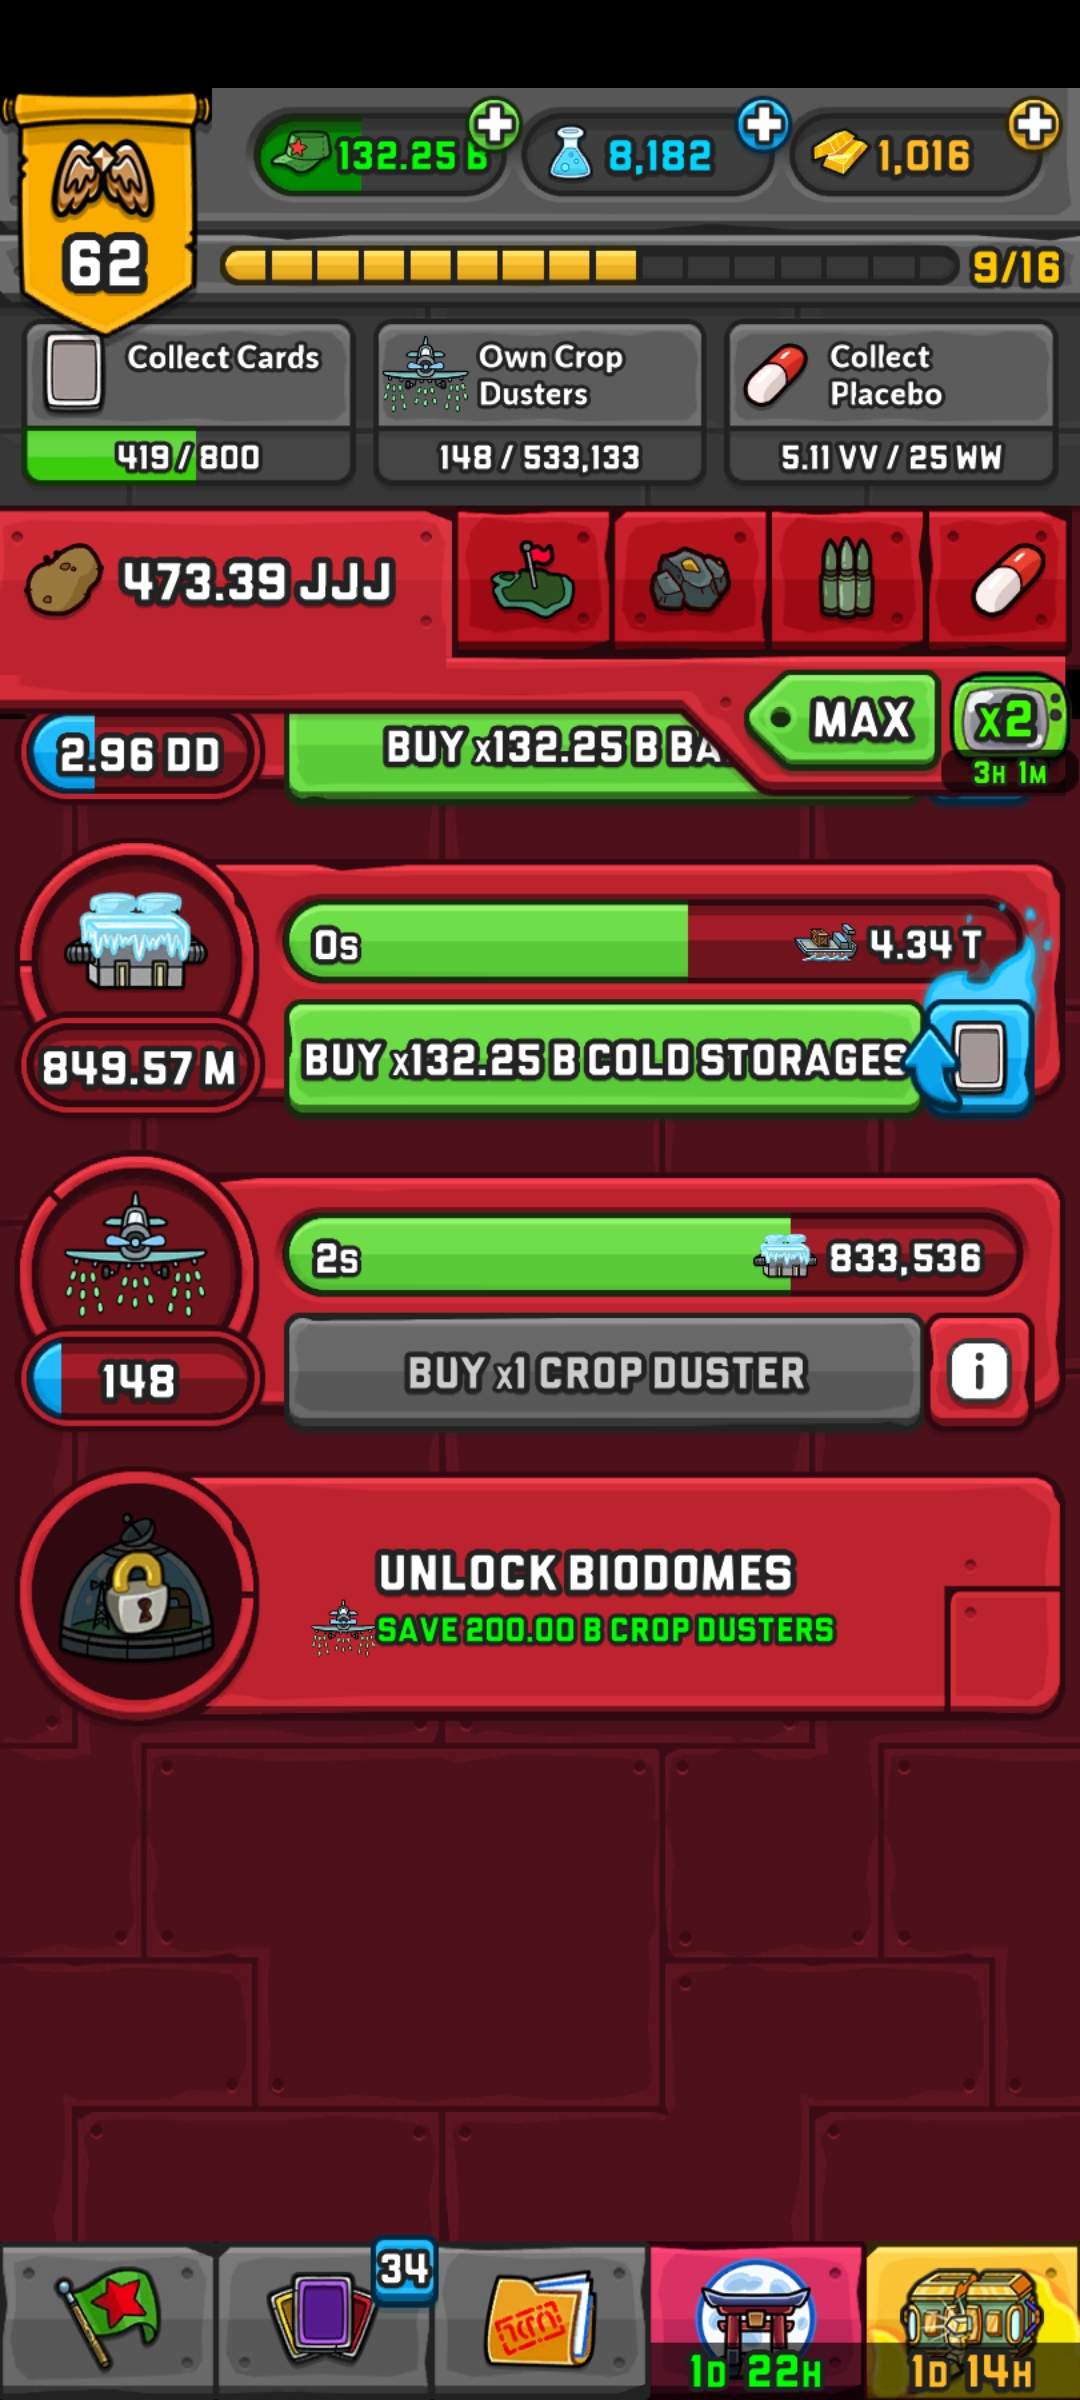 132.25 B
8,182
1,016
62
9/16
Collect Cards
419 / 800
Own Crop
Dusters
148 / 533,133
Collect
Placebo
5.11 VV / 25 WW
473.39 JJJ
MAX
x2
3H 1M
2.96 DD
BUY x132.25 B BA
0s
4.34 T
849.57 M
BUY x132.25 B COLD STORAGES
2s
833,536
148
BUY x1 CROP DUSTER
i
UNLOCK BIODOMES
SAVE 200.00 B CROP DUSTERS
34
1D 22H
1D 14H